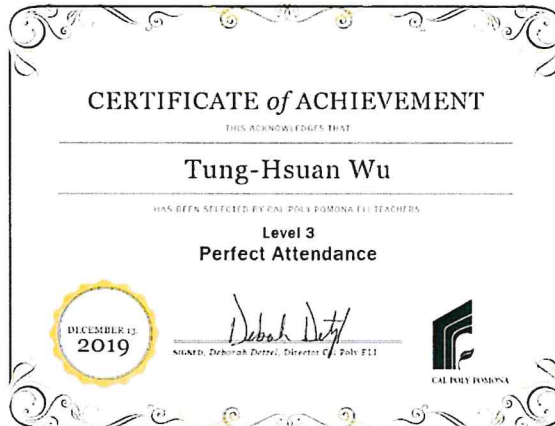 CERTIFICATE of ACHIEVEMENT
THIS ACKNOWLEDGES THAT
Tung-Hsuan Wu
HAS BEEN SELECTED BY CAL POLY POMONA ELI TEACHERS
Level 3
Perfect Attendance
DECEMBER 13,
2019
SIGNED, Deborah Detzel, Director Cal Poly ELI
CAL POLY POMONA